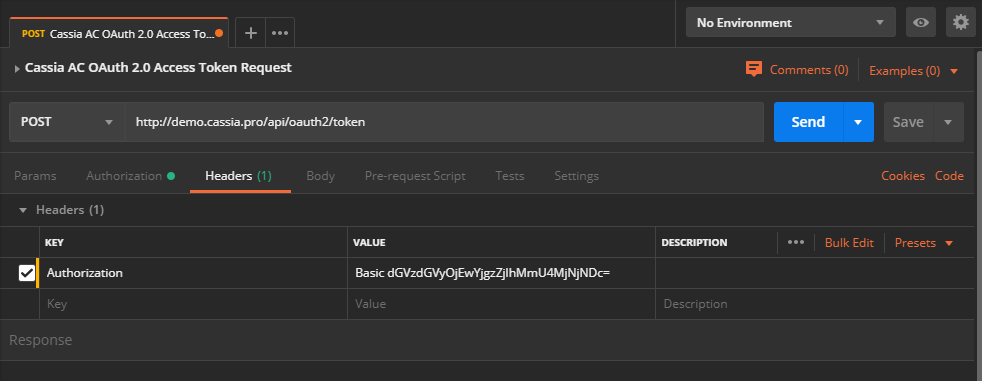 No Environment
POST Cassia AC OAuth 2.0 Access To...
Cassia AC OAuth 2.0 Access Token Request
Comments (0) Examples (0)
POST http://demo.cassia.pro/api/oauth2/token Send Save
Params Authorization Headers (1) Body Pre-request Script Tests Settings Cookies Code
Headers (1)
KEY VALUE DESCRIPTION ••• Bulk Edit Presets
Authorization Basic dGVzdGVyOjEwYjgzZjlhMmU4MjNjNDc=
Key Value Description
Response